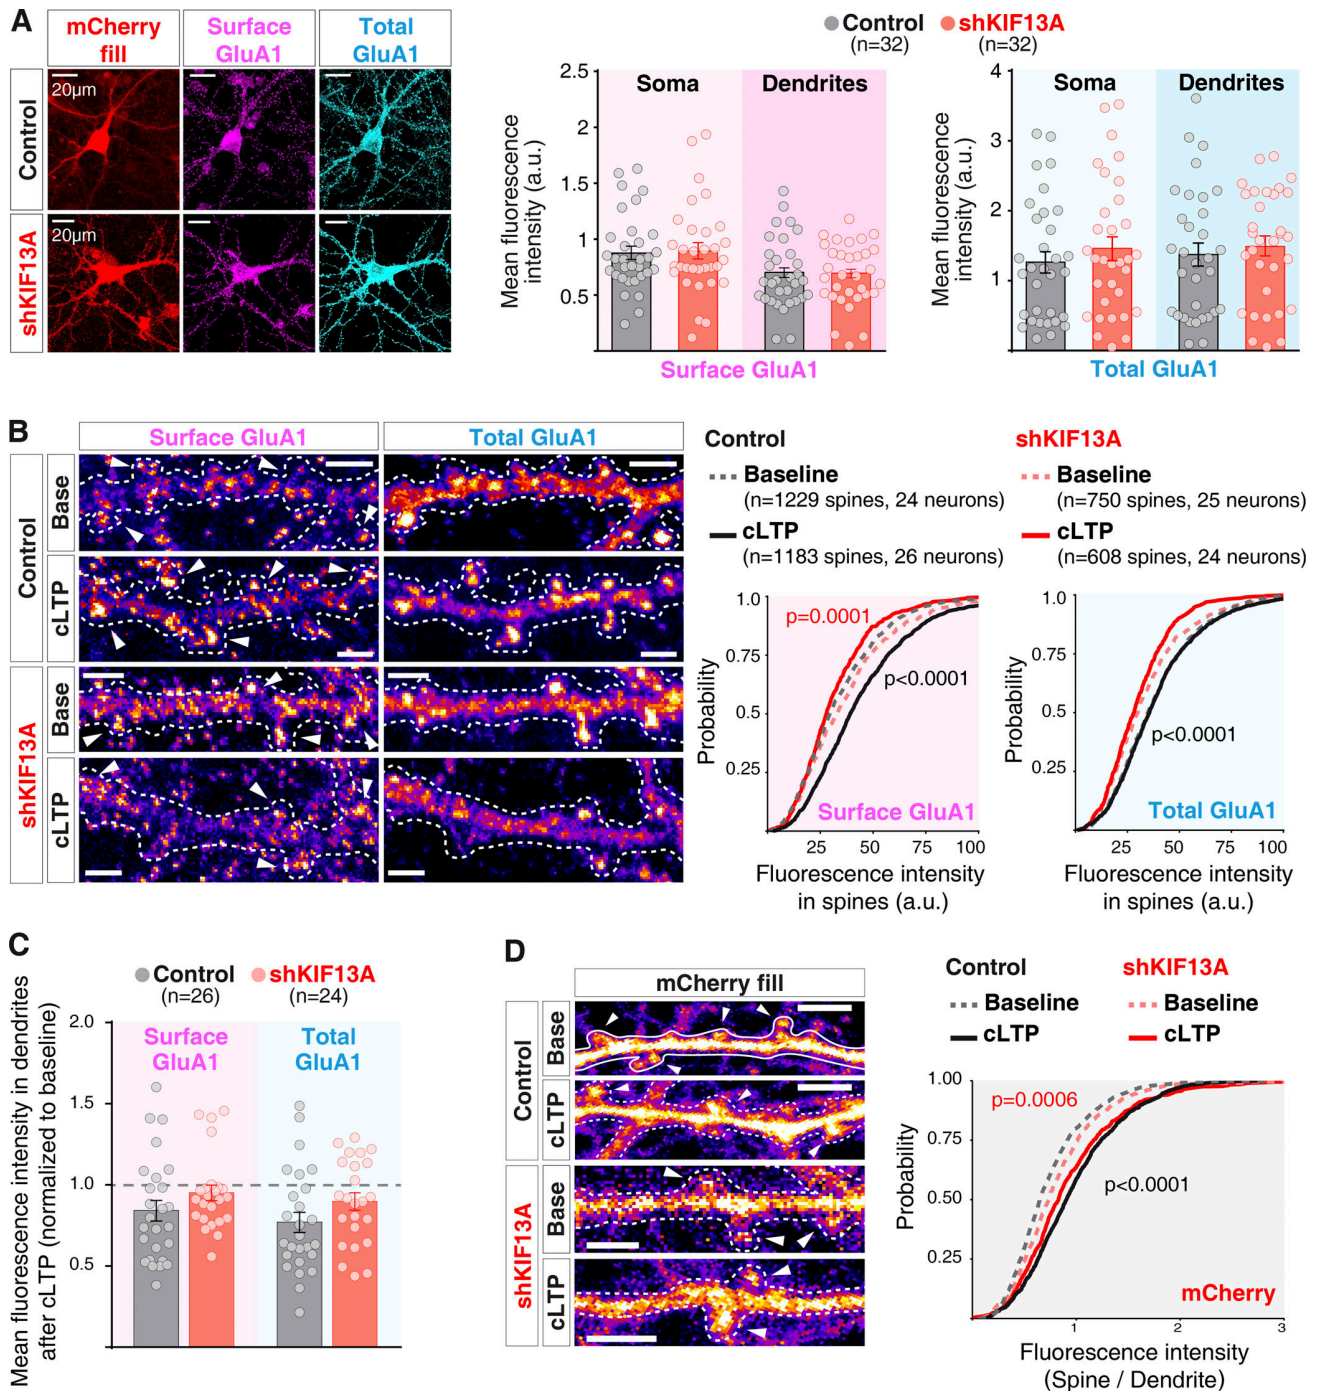 A
mCherry
fill
Surface
GluA1
Total
GluA1
Control
20µm
shKIF13A
20µm
Control
(n=32)
shKIF13A
(n=32)
Mean fluorescence
intensity (a.u.)
2.5
2
1.5
1
0.5
Soma
Dendrites
Surface GluA1
Mean fluorescence
intensity (a.u.)
4
3
2
1
Soma
Dendrites
Total GluA1
B
Surface GluA1
Total GluA1
Control
Base
cLTP
shKIF13A
Base
cLTP
Control
Baseline
(n=1229 spines, 24 neurons)
cLTP
(n=1183 spines, 26 neurons)
shKIF13A
Baseline
(n=750 spines, 25 neurons)
cLTP
(n=608 spines, 24 neurons)
Probability
1.0
0.75
0.5
0.25
p=0.0001
p<0.0001
Surface GluA1
25 50 75 100
Fluorescence intensity
in spines (a.u.)
Probability
1.0
0.75
0.5
0.25
p<0.0001
Total GluA1
25 50 75 100
Fluorescence intensity
in spines (a.u.)
C
Control
(n=26)
shKIF13A
(n=24)
Mean fluorescence intensity in dendrites
after cLTP (normalized to baseline)
2.0
1.5
1.0
0.5
Surface
GluA1
Total
GluA1
D
mCherry fill
Control
Base
cLTP
shKIF13A
Base
cLTP
Control
Baseline
cLTP
shKIF13A
Baseline
cLTP
Probability
1.00
0.75
0.50
0.25
p=0.0006
p<0.0001
mCherry
1 2 3
Fluorescence intensity
(Spine / Dendrite)